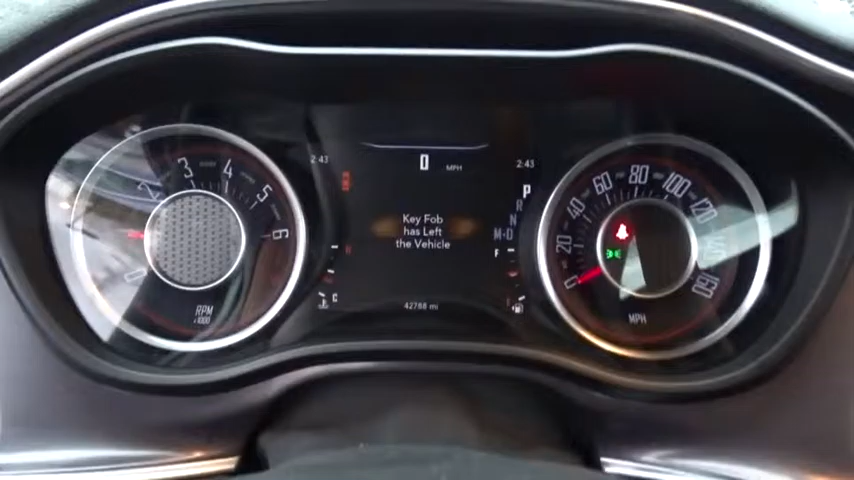 2:43
0 MPH
2:43
P
R
N
M-D
Key Fob
has Left
the Vehicle
H
F
C
42788 mi
0
2
3
4
5
6
RPM
x1000
0
20
40
60
80
100
120
140
160
MPH